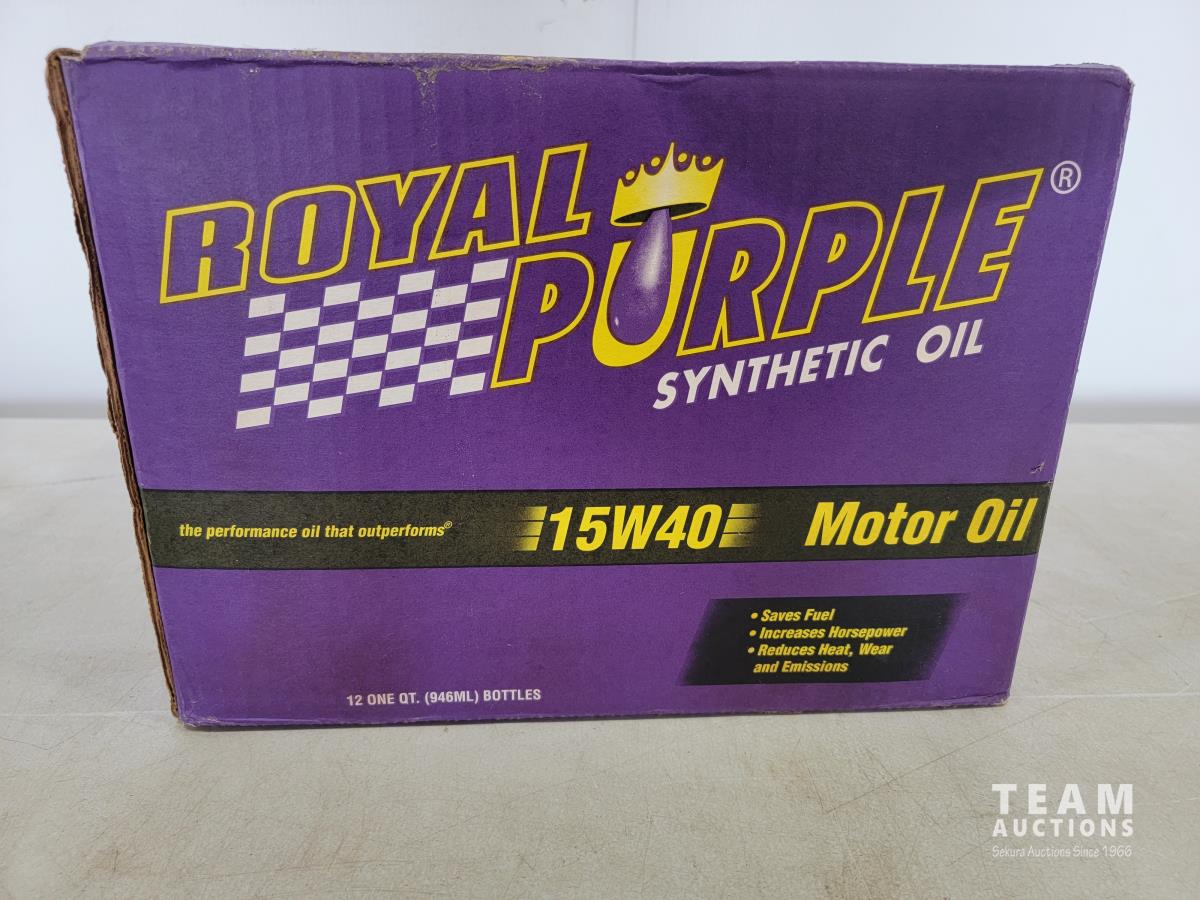 ROYAL
PURPLE®
SYNTHETIC OIL
the performance oil that outperforms®
15W40
Motor Oil
• Saves Fuel
• Increases Horsepower
• Reduces Heat, Wear
and Emissions
12 ONE QT. (946ML) BOTTLES
TEAM
AUCTIONS
Sekura Auctions Since 1966